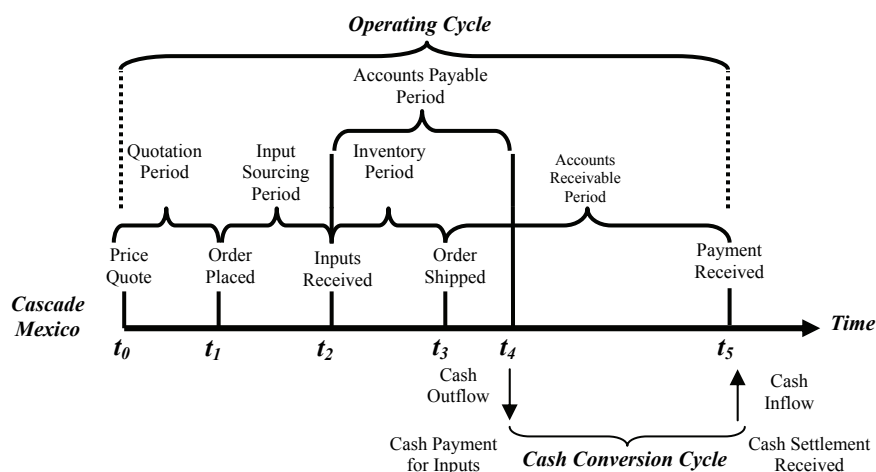 Operating Cycle
Accounts Payable
Period
Quotation
Period
Input
Sourcing
Period
Inventory
Period
Accounts
Receivable
Period
Price
Quote
Order
Placed
Inputs
Received
Order
Shipped
Payment
Received
Cascade
Mexico
Time
t0
t1
t2
t3
t4
t5
Cash
Outflow
Cash
Inflow
Cash Payment
for Inputs
Cash Conversion Cycle
Cash Settlement
Received